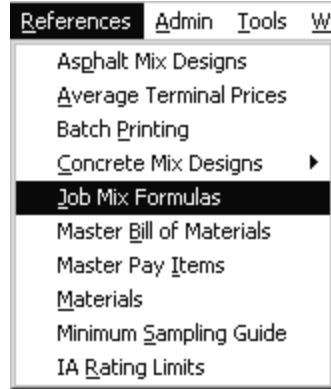 References Admin Tools W
Asphalt Mix Designs
Average Terminal Prices
Batch Printing
Concrete Mix Designs
Job Mix Formulas
Master Bill of Materials
Master Pay Items
Materials
Minimum Sampling Guide
IA Rating Limits